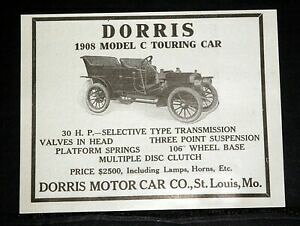 DORRIS
1908 MODEL C TOURING CAR
30 H. P.—SELECTIVE TYPE TRANSMISSION
VALVES IN HEAD THREE POINT SUSPENSION
PLATFORM SPRINGS 106" WHEEL BASE
MULTIPLE DISC CLUTCH
PRICE $2500, Including Lamps, Horns, Etc.
DORRIS MOTOR CAR CO., St. Louis, Mo.